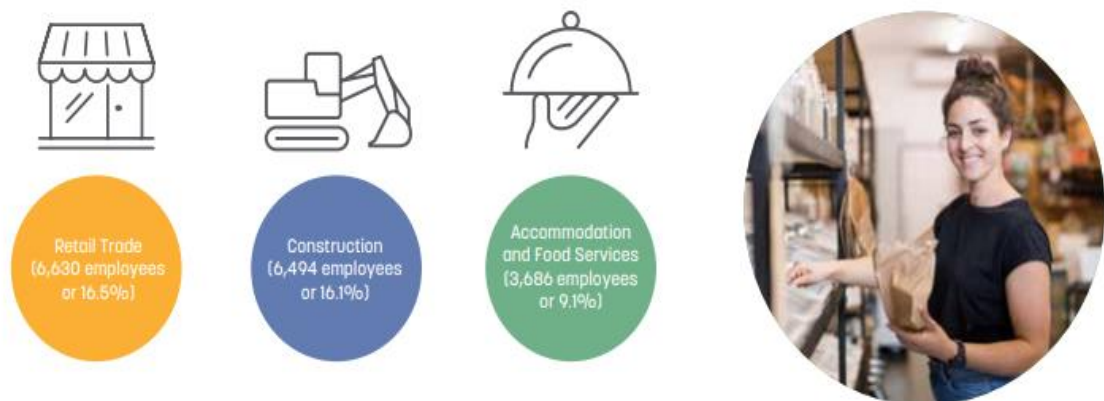 Retail Trade
(6,630 employees
or 16.5%)
Construction
(6,494 employees
or 16.1%)
Accommodation
and Food Services
(3,686 employees
or 9.1%)